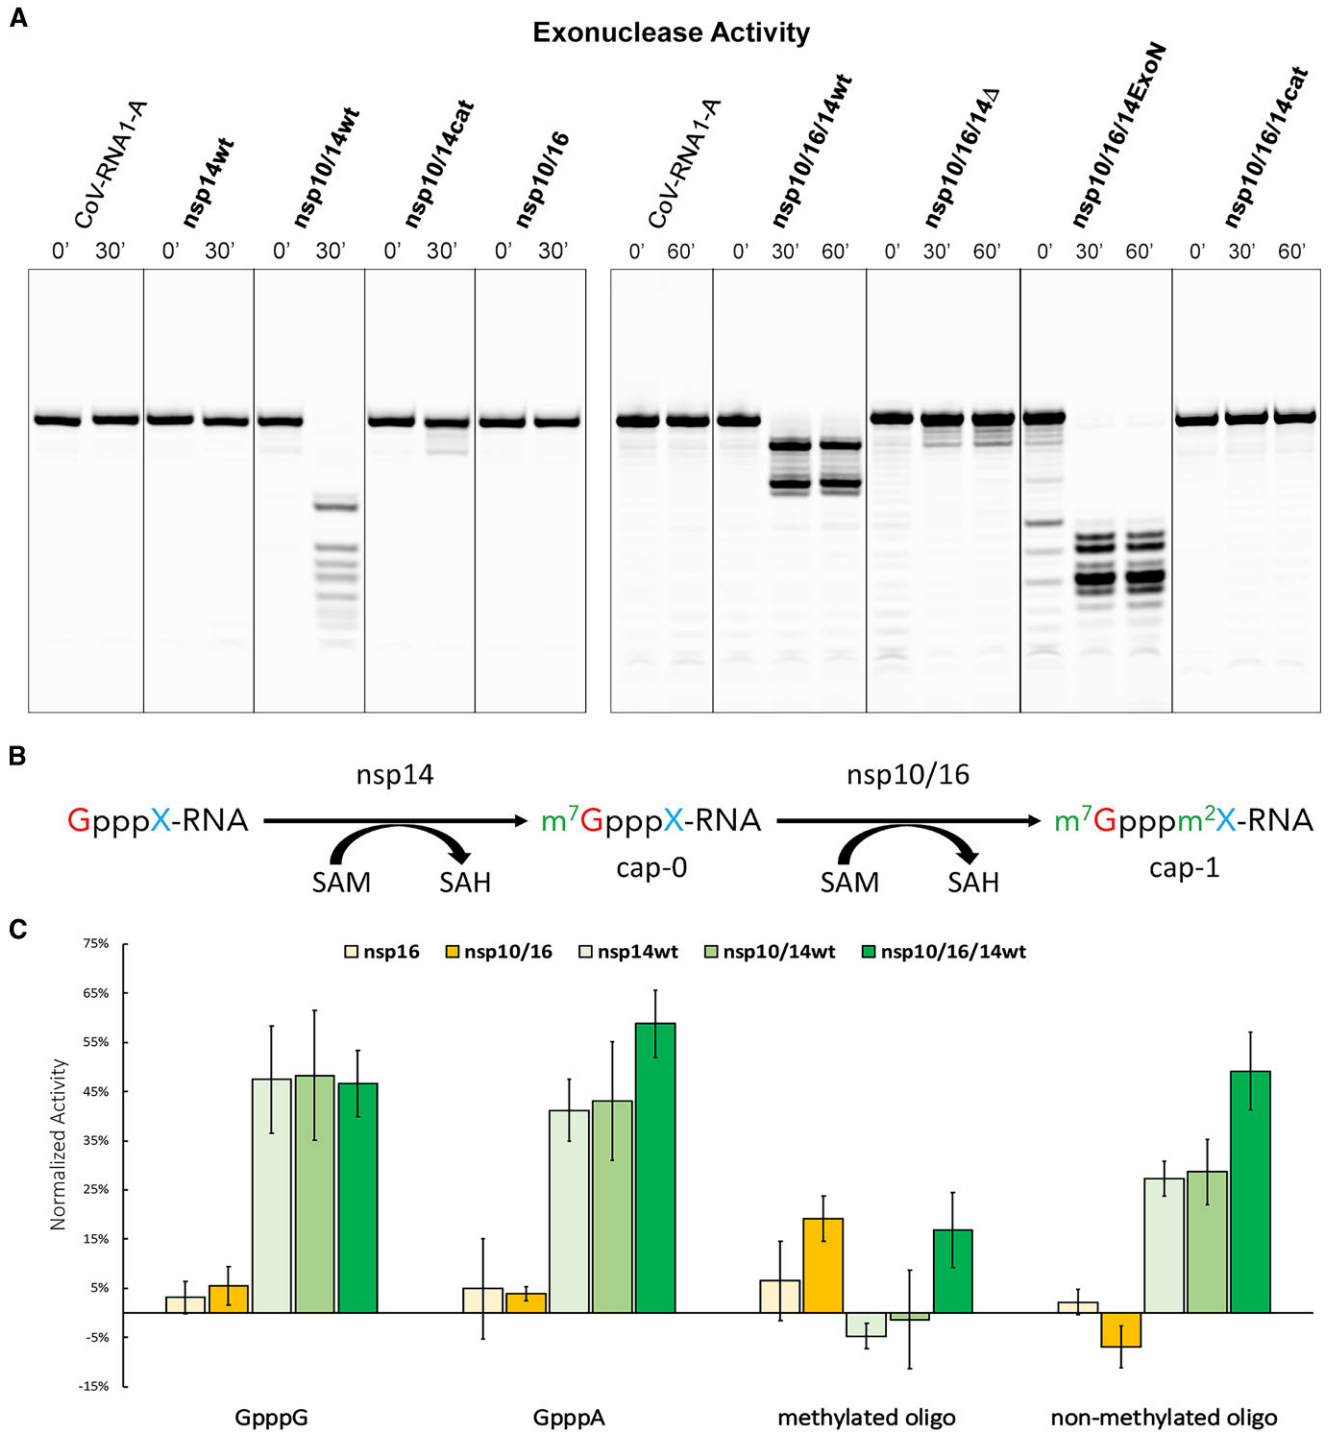 A
Exonuclease Activity
CoV-RNA1-A nsp14wt nsp10/14wt nsp10/14cat nsp10/16 CoV-RNA1-A nsp10/16/14wt nsp10/16/14Δ nsp10/16/14ExoN nsp10/16/14cat
0' 30' 0' 30' 0' 30' 0' 30' 0' 30' 0' 60' 0' 30' 60' 0' 30' 60' 0' 30' 60' 0' 30' 60'
B
nsp14 nsp10/16
GpppX-RNA m⁷GpppX-RNA m⁷Gpppm²X-RNA
SAM SAH cap-0 SAM SAH cap-1
C
nsp16 nsp10/16 nsp14wt nsp10/14wt nsp10/16/14wt
75%
65%
55%
45%
35%
25%
15%
5%
-5%
-15%
Normalized Activity
GpppG GpppA methylated oligo non-methylated oligo